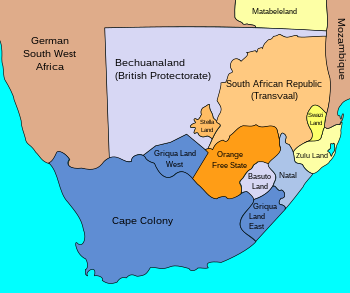 Matabeleland
German
South West
Africa
Mozambique
Bechuanaland
(British Protectorate)
South African Republic
(Transvaal)
Stella
Land
Swazi
Land
Griqua Land
West
Orange
Free State
Zulu Land
Basuto
Land
Natal
Griqua
Land
East
Cape Colony